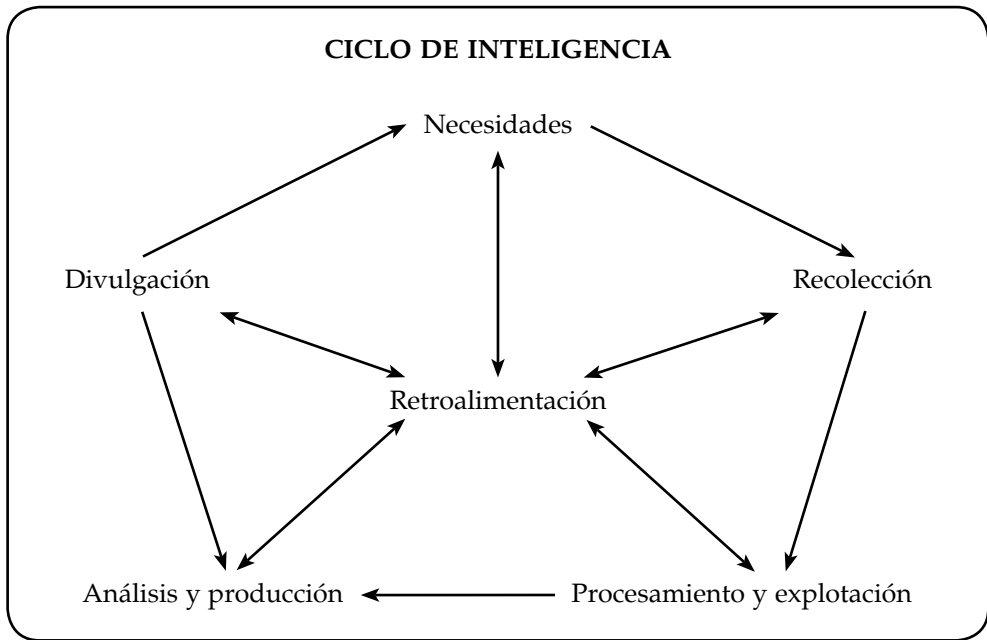 CICLO DE INTELIGENCIA
Necesidades
Divulgación
Recolección
Retroalimentación
Análisis y producción
Procesamiento y explotación